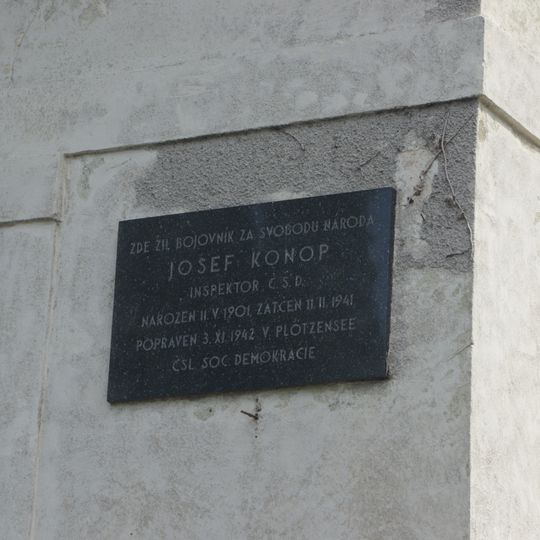 ZDE ŽIL BOJOVNÍK ZA SVOBODU NÁRODA
JOSEF KONOP
INSPEKTOR Č.S.D.
NAROZEN 11. V. 1901, ZATČEN 11. II. 1941
POPRAVEN 3. XI. 1942 V PLÖTZENSEE
ČSL. SOC. DEMOKRACIE